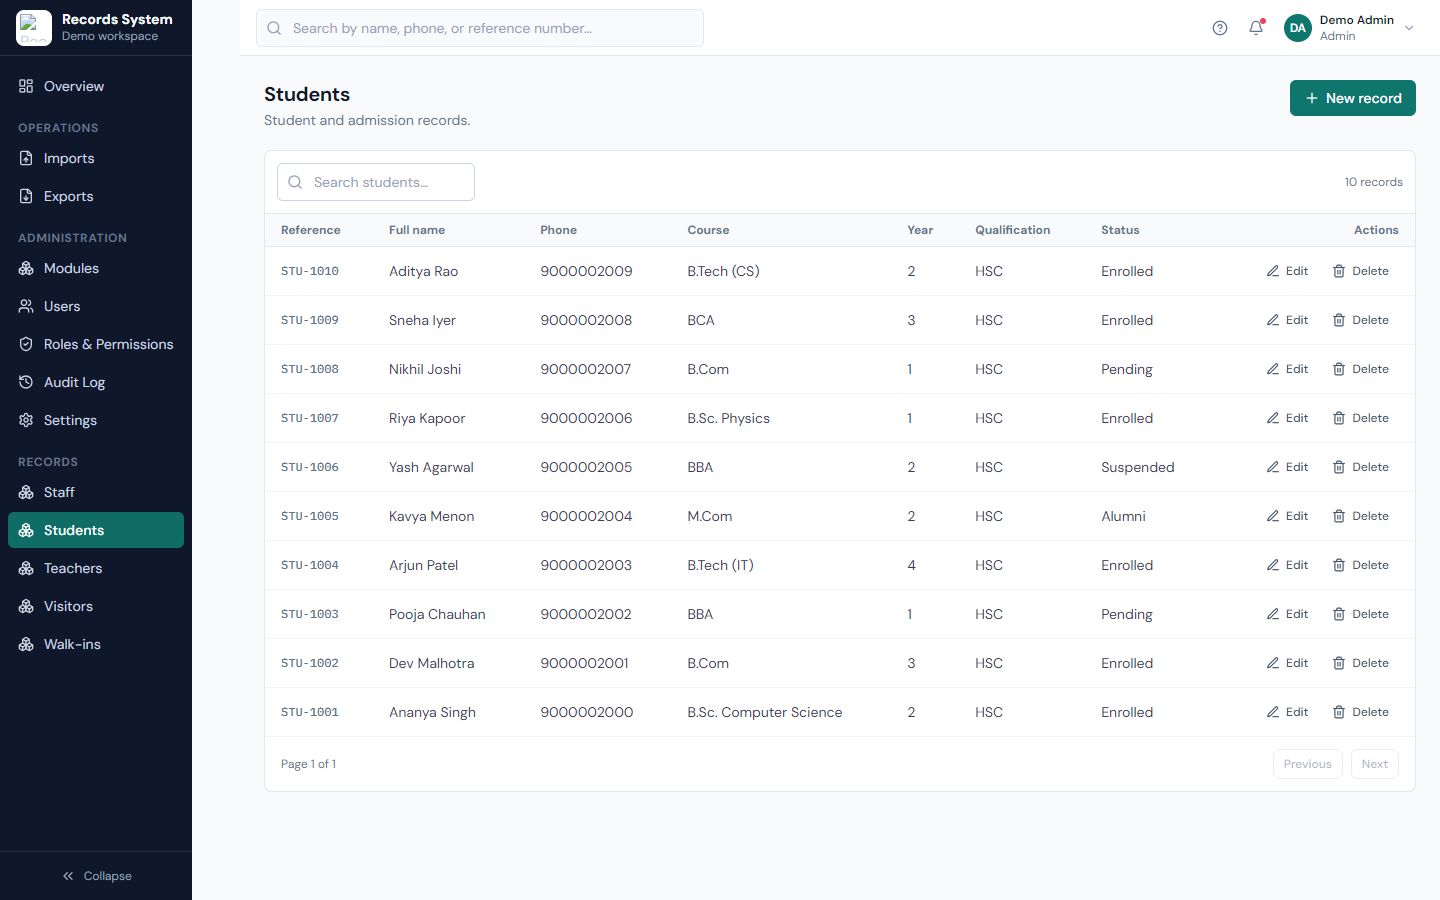 Records System
Demo workspace
Search by name, phone, or reference number...
DA
Demo Admin
Admin
Overview
OPERATIONS
Imports
Exports
ADMINISTRATION
Modules
Users
Roles & Permissions
Audit Log
Settings
RECORDS
Staff
Students
Teachers
Visitors
Walk-ins
Collapse
Students
Student and admission records.
New record
Search students...
10 records
Reference Full name Phone Course Year Qualification Status Actions
STU-1010 Aditya Rao 9000002009 B.Tech (CS) 2 HSC Enrolled Edit Delete
STU-1009 Sneha Iyer 9000002008 BCA 3 HSC Enrolled Edit Delete
STU-1008 Nikhil Joshi 9000002007 B.Com 1 HSC Pending Edit Delete
STU-1007 Riya Kapoor 9000002006 B.Sc. Physics 1 HSC Enrolled Edit Delete
STU-1006 Yash Agarwal 9000002005 BBA 2 HSC Suspended Edit Delete
STU-1005 Kavya Menon 9000002004 M.Com 2 HSC Alumni Edit Delete
STU-1004 Arjun Patel 9000002003 B.Tech (IT) 4 HSC Enrolled Edit Delete
STU-1003 Pooja Chauhan 9000002002 BBA 1 HSC Pending Edit Delete
STU-1002 Dev Malhotra 9000002001 B.Com 3 HSC Enrolled Edit Delete
STU-1001 Ananya Singh 9000002000 B.Sc. Computer Science 2 HSC Enrolled Edit Delete
Page 1 of 1
Previous Next